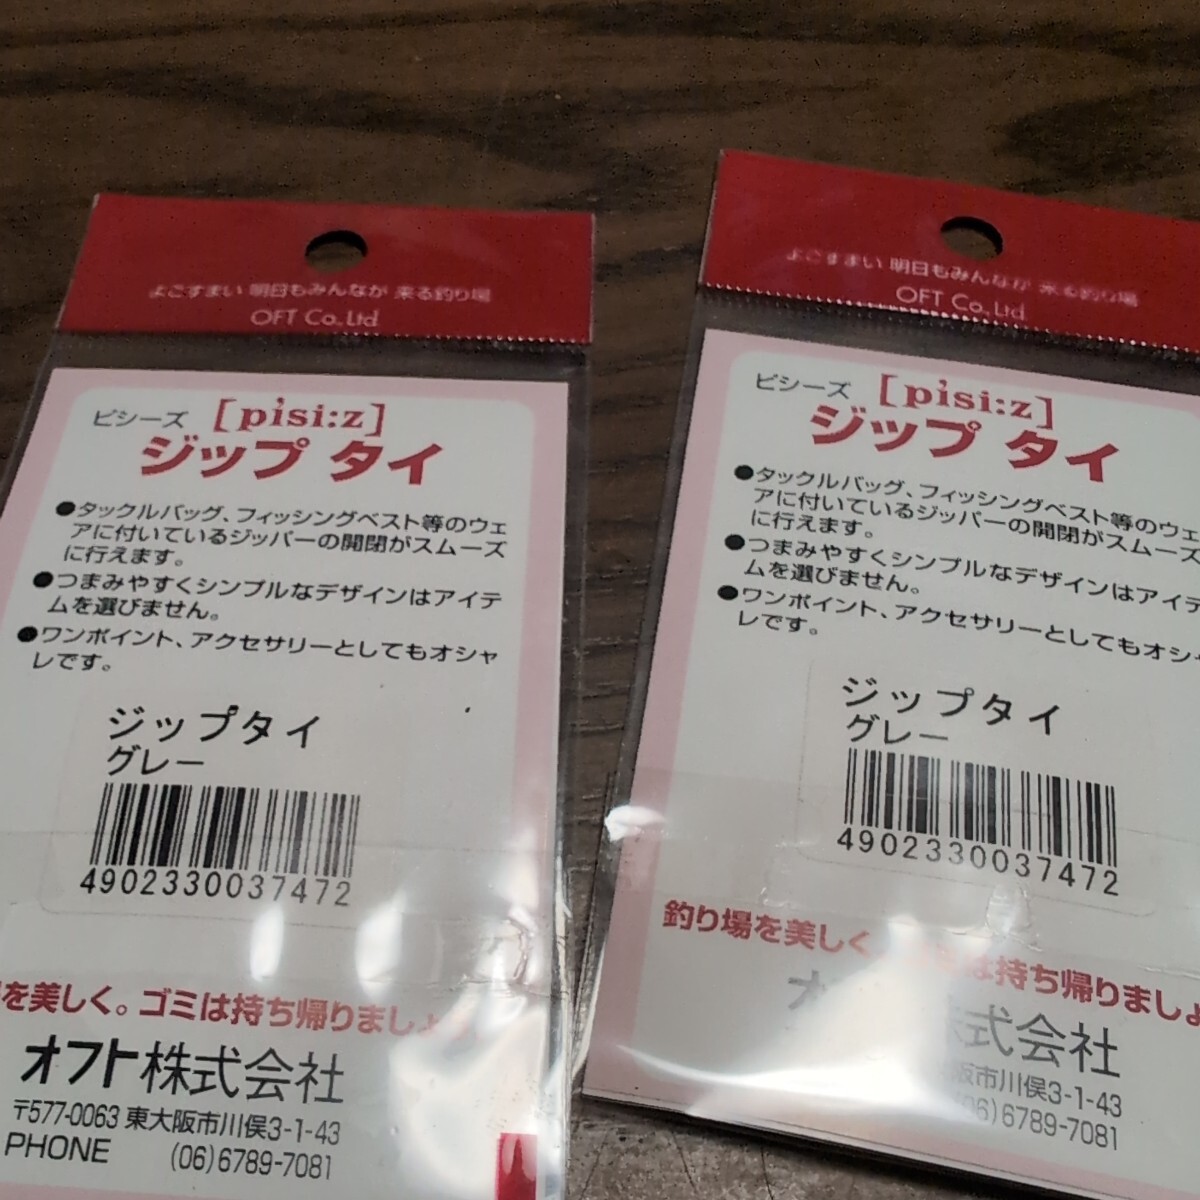 よごすまい 明日もみんなが 来る釣り場
OFT Co.,Ltd.
ピシーズ [pisi:z]
ジップ タイ
●タックルバッグ、フィッシングベスト等のウェ
アに付いているジッパーの開閉がスムーズ
に行えます。
●つまみやすくシンプルなデザインはアイテ
ムを選びません。
●ワンポイント、アクセサリーとしてもオシャ
レです。
ジップタイ
グレー
4902330037472
を美しく。ゴミは持ち帰りましょ
オフト株式会社
〒577-0063 東大阪市川俣3-1-43
PHONE (06)6789-7081
よごすまい 明日もみんなが 来る釣り場
OFT Co.,Ltd.
ピシーズ [pisi:z]
ジップ タイ
●タックルバッグ、フィッシングベスト等のウェ
アに付いているジッパーの開閉がスムーズ
に行えます。
●つまみやすくシンプルなデザインはアイテ
ムを選びません。
●ワンポイント、アクセサリーとしてもオシャ
レです。
ジップタイ
グレー
4902330037472
釣り場を美しく は持ち帰りましょ
オ 株式会社
阪市川俣3-1-43
(06)6789-7081